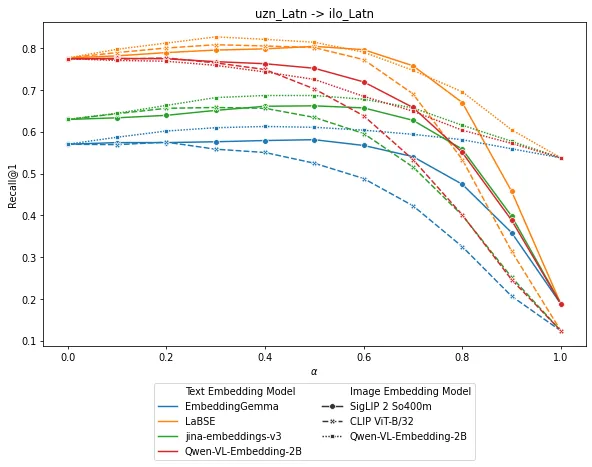 uzn_Latn -> ilo_Latn
Recall@1
0.8
0.7
0.6
0.5
0.4
0.3
0.2
0.1
0.0
0.2
0.4
0.6
0.8
1.0
α
Text Embedding Model
EmbeddingGemma
LaBSE
jina-embeddings-v3
Qwen-VL-Embedding-2B
Image Embedding Model
SigLIP 2 So400m
CLIP ViT-B/32
Qwen-VL-Embedding-2B